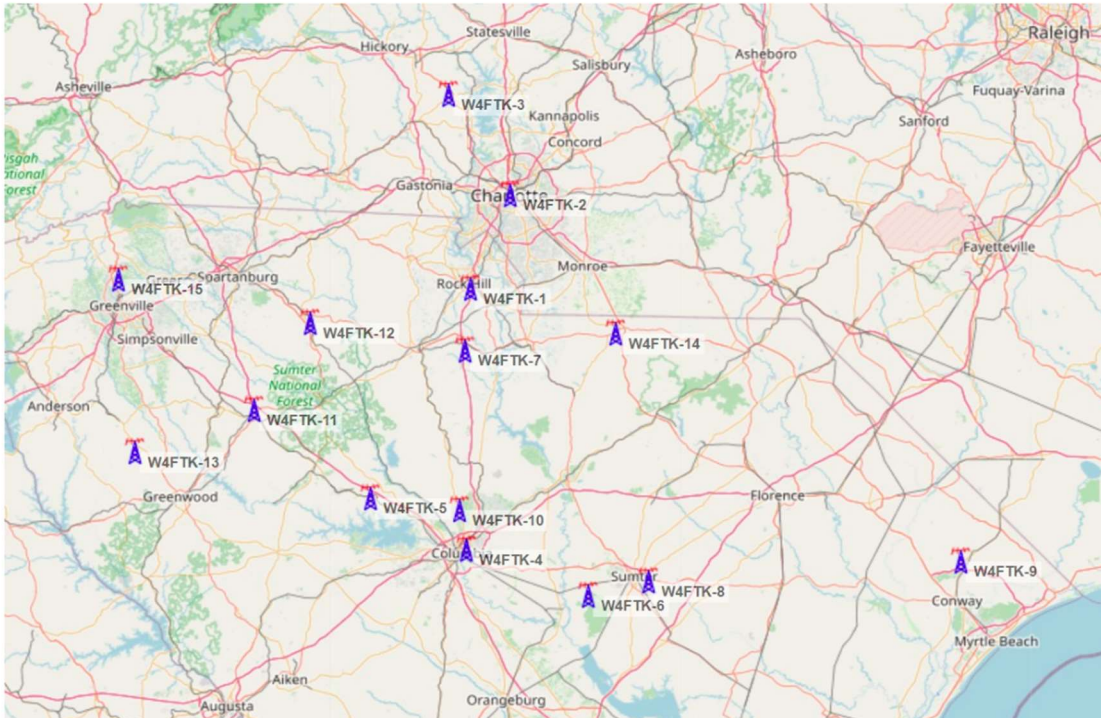 Statesville
Raleigh
Hickory
Asheboro
Salisbury
Asheville
Fuquay-Varina
W4FTK-3
Kannapolis
Sanford
Concord
National
Forest
Gastonia
Charlotte
W4FTK-2
Fayetteville
Monroe
Spartanburg
Rock Hill
W4FTK-15
W4FTK-1
Greenville
W4FTK-12
Simpsonville
W4FTK-14
W4FTK-7
Sumter
National
Forest
Anderson
W4FTK-11
W4FTK-13
Greenwood
Florence
W4FTK-5
W4FTK-10
Columbia
W4FTK-4
W4FTK-9
Sumter
W4FTK-8
W4FTK-6
Conway
Myrtle Beach
Aiken
Orangeburg
Augusta